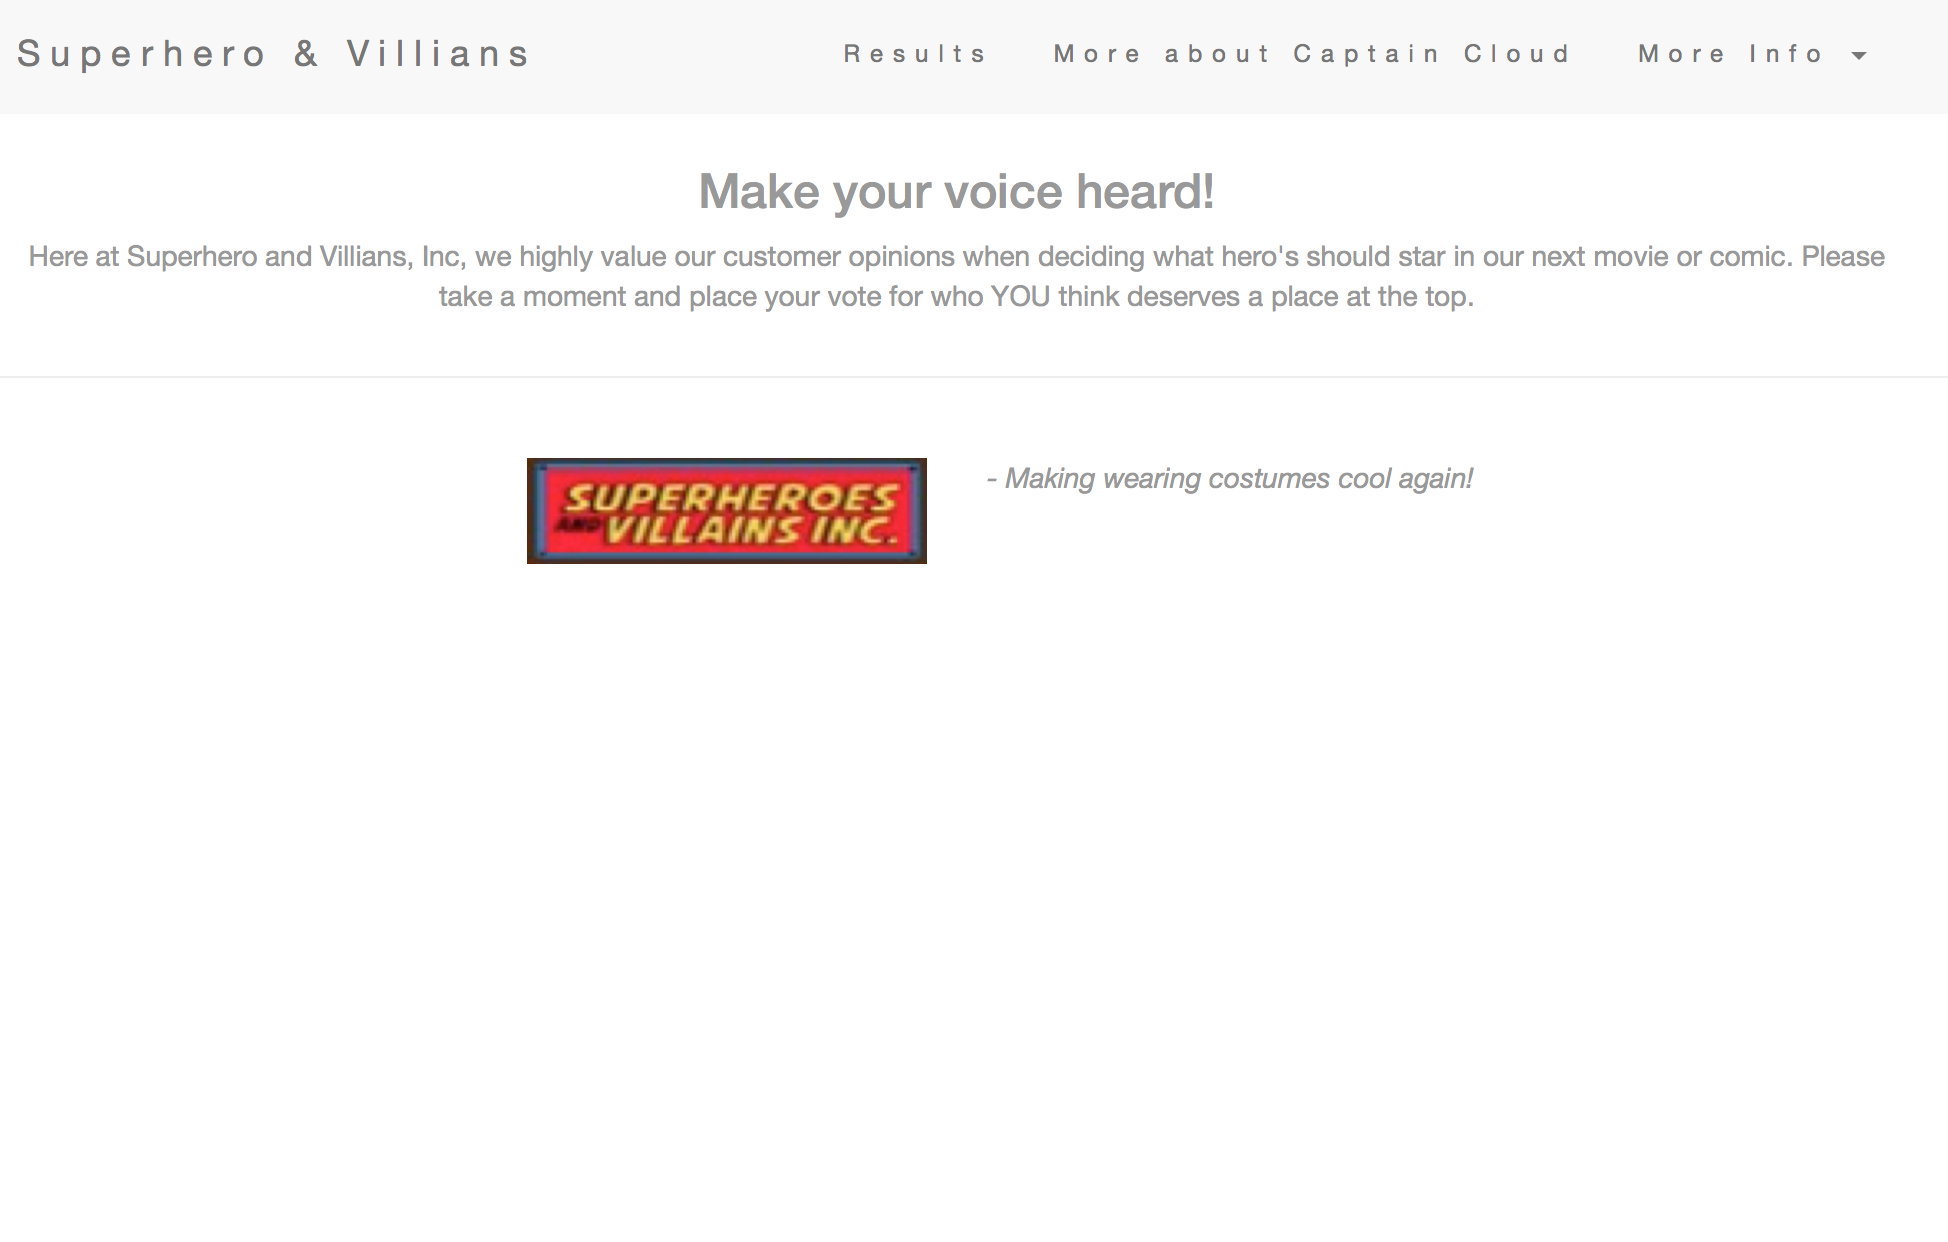 Superhero & Villians
Results
More about Captain Cloud
More Info
Make your voice heard!
Here at Superhero and Villians, Inc, we highly value our customer opinions when deciding what hero's should star in our next movie or comic. Please
take a moment and place your vote for who YOU think deserves a place at the top.
SUPERHEROES
AND VILLAINS INC.
- Making wearing costumes cool again!